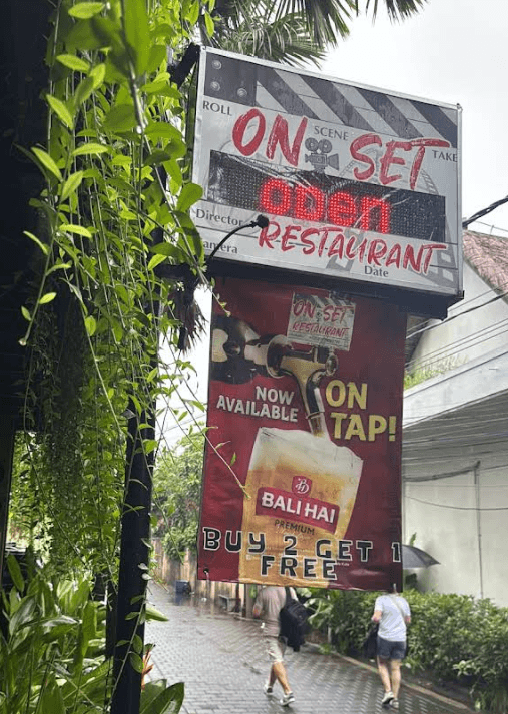 ROLL
SCENE
TAKE
ON SET
Open
Director
RESTAURANT
Camera
Date
ON SET
RESTAURANT
NOW
AVAILABLE
ON
TAP!
BALI HAI
PREMIUM
BUY 2 GET 1
FREE